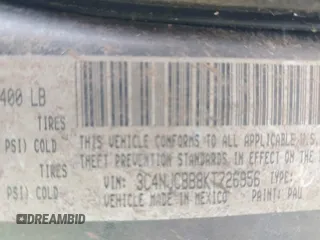 400 LB
TIRES
PSI) COLD
TIRES
PSI) COLD
THIS VEHICLE CONFORMS TO ALL APPLICABLE U.S.
THEFT PREVENTION STANDARDS IN EFFECT ON THE
VIN: 3C4NJCBB8KT726956 TYPE:
VEHICLE MADE IN MEXICO PAINT: PAU
DREAMBID